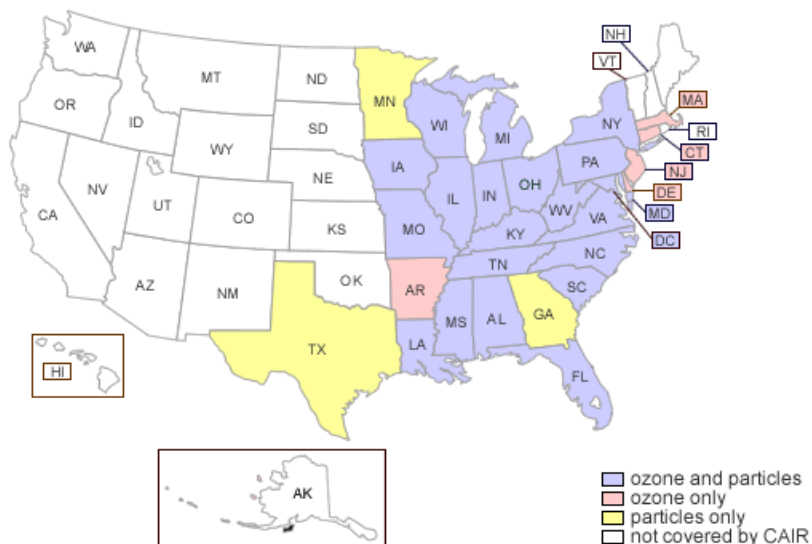 NH
WA
VT
MT
ND
MN
MA
OR
ID
SD
WI
NY
RI
MI
CT
WY
PA
NJ
IA
NE
OH
DE
NV
IL
IN
UT
CO
WV
MD
CA
KS
MO
VA
KY
DC
NC
TN
AZ
NM
OK
AR
SC
MS
AL
GA
TX
LA
HI
FL
AK
ozone and particles
ozone only
particles only
not covered by CAIR